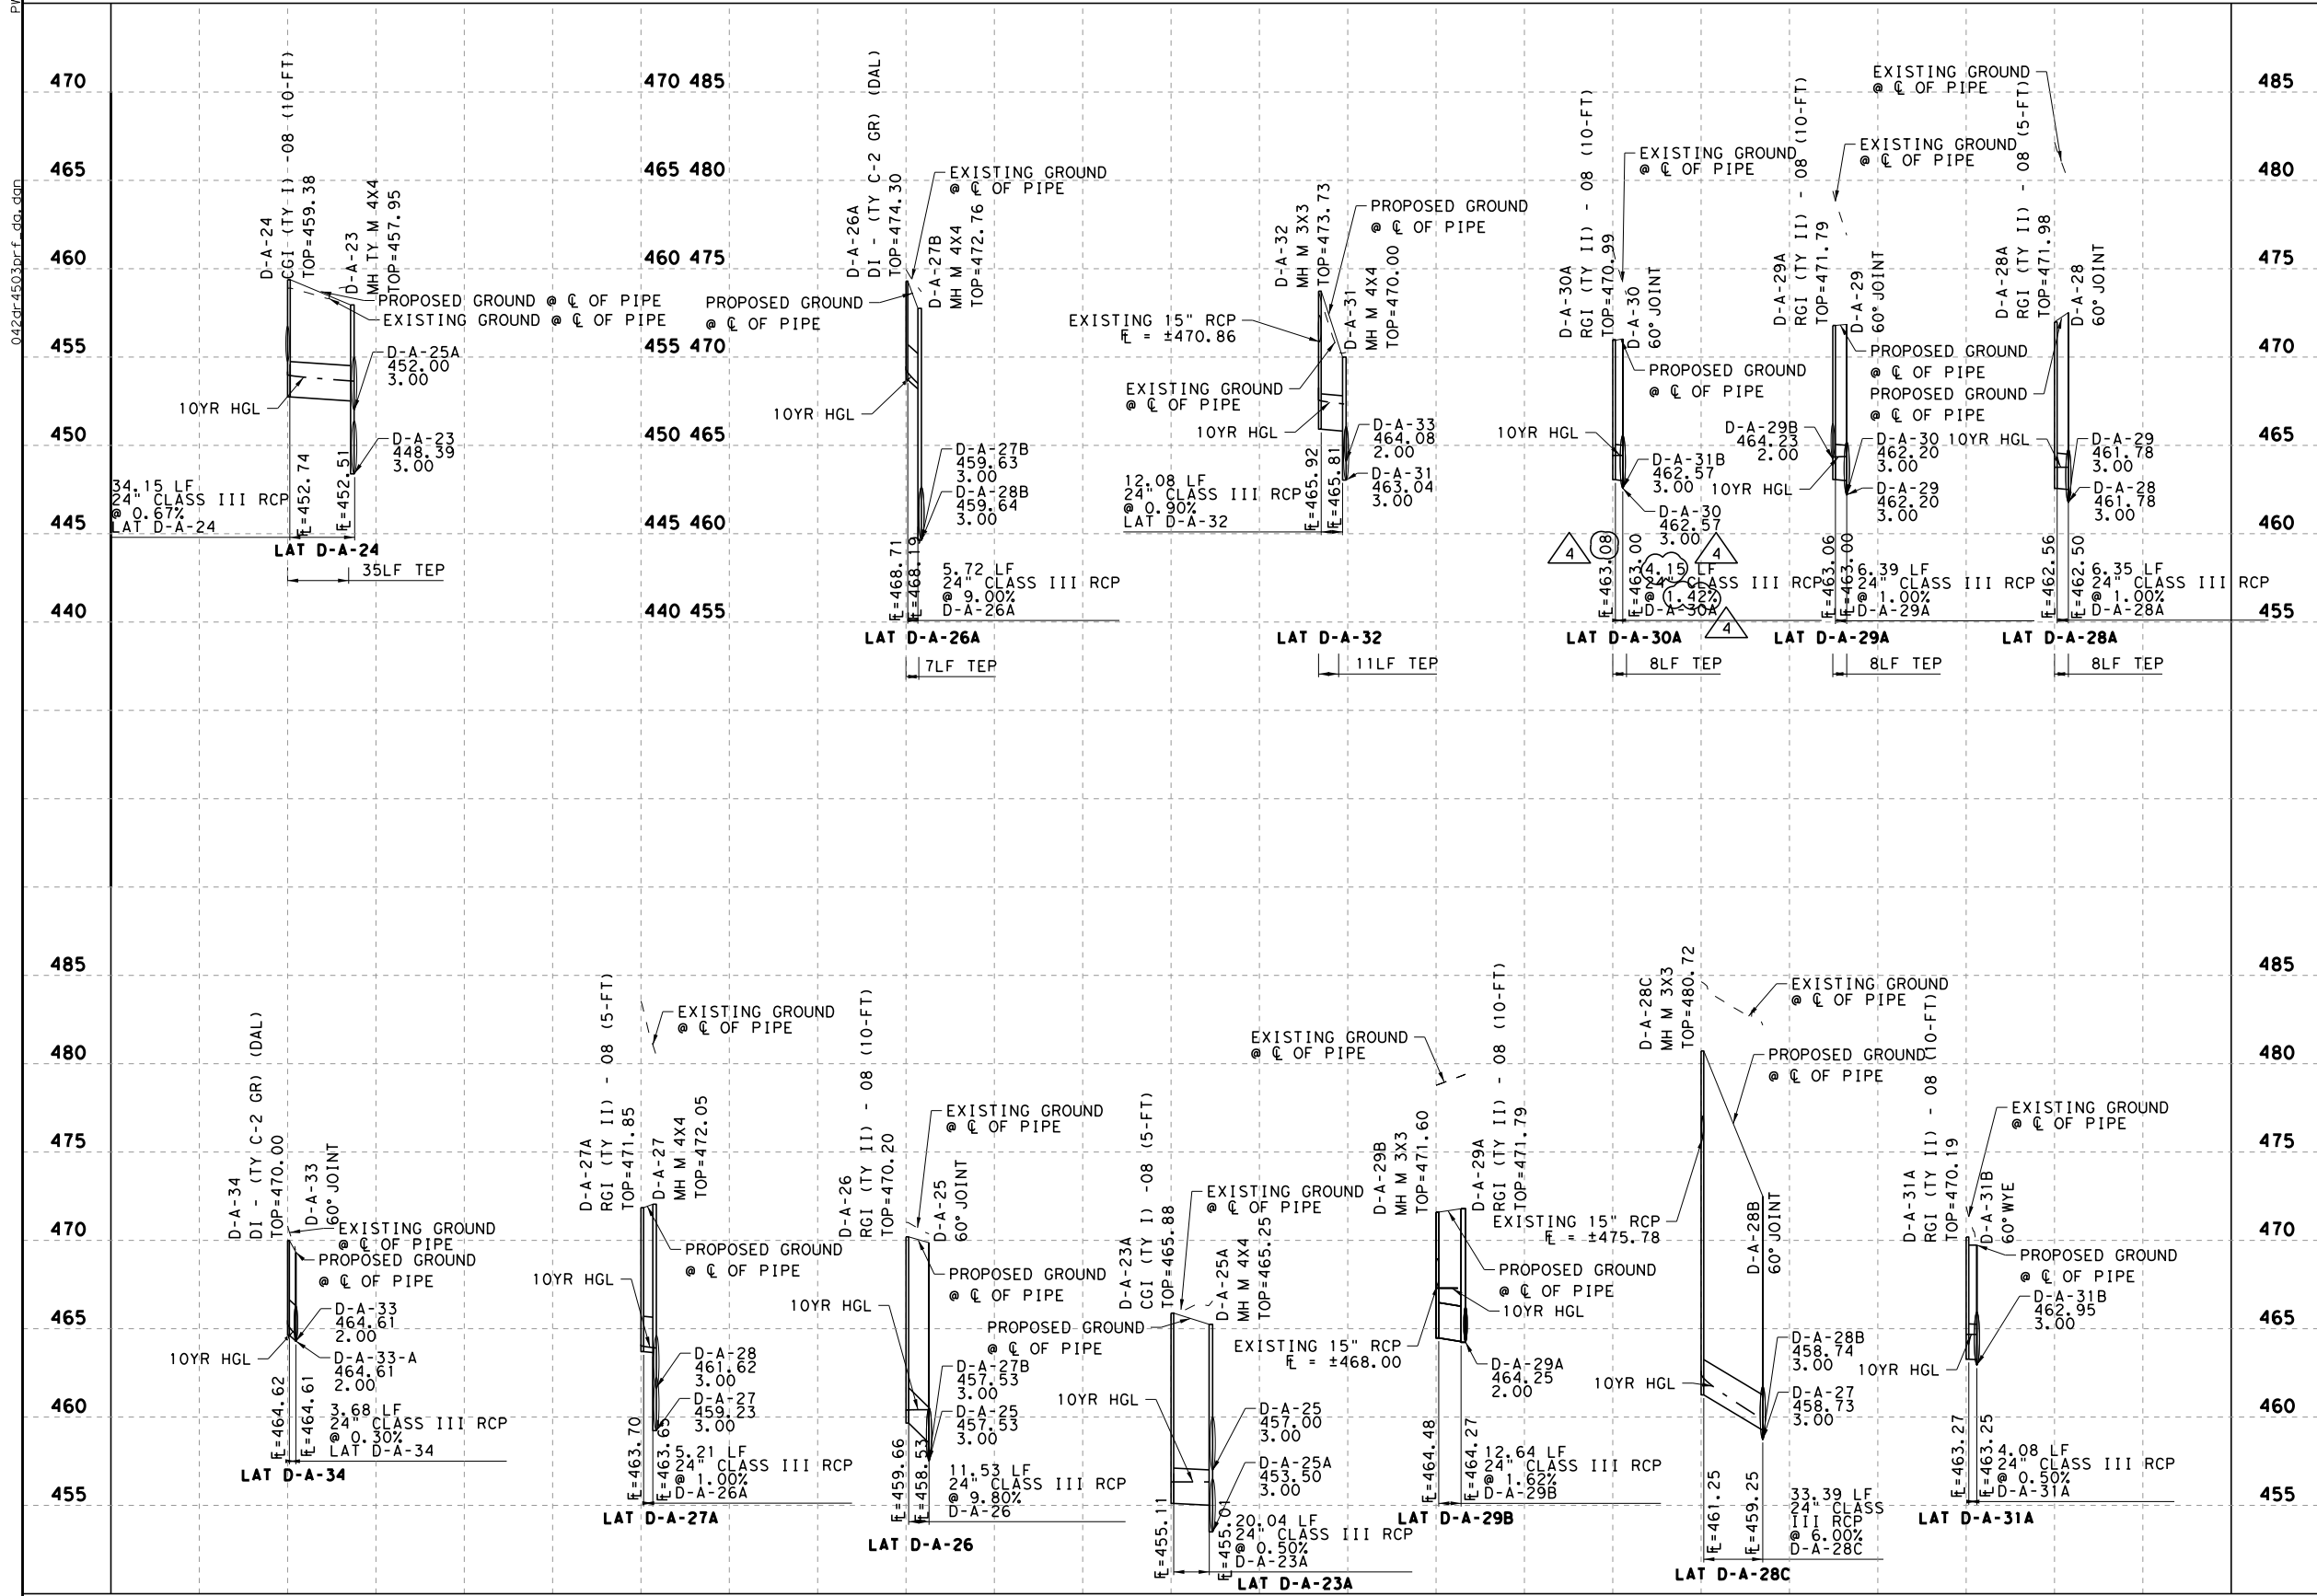 042dr4503prf_da.dgn
470
465
460
455
450
445
440
470 485
465 480
460 475
455 470
450 465
445 460
440 455
485
480
475
470
465
460
455
D-A-24
CGI (TY I) -08 (10-FT)
TOP=459.38
D-A-23
MH TY M 4X4
TOP=457.95
PROPOSED GROUND @ ℄ OF PIPE
EXISTING GROUND @ ℄ OF PIPE
D-A-25A
452.00
3.00
10YR HGL
D-A-23
448.39
3.00
34.15 LF
24" CLASS III RCP
@ 0.67%
LAT D-A-24
FL=452.74
FL=452.51
LAT D-A-24
35LF TEP
D-A-26A
DI - (TY C-2 GR) (DAL)
TOP=474.30
EXISTING GROUND
@ ℄ OF PIPE
D-A-27B
MH M 4X4
TOP=472.76
PROPOSED GROUND
@ ℄ OF PIPE
10YR HGL
D-A-27B
459.63
3.00
D-A-28B
459.64
3.00
FL=468.71
FL=468.19
5.72 LF
24" CLASS III RCP
@ 9.00%
D-A-26A
LAT D-A-26A
7LF TEP
D-A-32
MH M 3X3
TOP=473.73
PROPOSED GROUND
@ ℄ OF PIPE
D-A-31
MH M 4X4
TOP=470.00
EXISTING 15" RCP
FL = ±470.86
EXISTING GROUND
@ ℄ OF PIPE
10YR HGL
D-A-33
464.08
2.00
D-A-31
463.04
3.00
12.08 LF
24" CLASS III RCP
@ 0.90%
LAT D-A-32
FL=465.92
FL=465.81
LAT D-A-32
11LF TEP
D-A-30A
RGI (TY II) - 08 (10-FT)
TOP=470.99
EXISTING GROUND
@ ℄ OF PIPE
D-A-30
60° JOINT
PROPOSED GROUND
@ ℄ OF PIPE
10YR HGL
D-A-31B
462.57
3.00
D-A-30
462.57
3.00
4
4
4
FL=463.08
FL=463.00
4.15 LF
24" CLASS III RCP
@ 1.42%
D-A-30A
LAT D-A-30A
8LF TEP
D-A-29A
RGI (TY II) - 08 (10-FT)
TOP=471.79
EXISTING GROUND
@ ℄ OF PIPE
D-A-29
60° JOINT
PROPOSED GROUND
@ ℄ OF PIPE
D-A-29B
464.23
2.00
10YR HGL
D-A-30
462.20
3.00
D-A-29
462.20
3.00
FL=463.06
FL=463.00
6.39 LF
24" CLASS III RCP
@ 1.00%
D-A-29A
LAT D-A-29A
8LF TEP
EXISTING GROUND
@ ℄ OF PIPE
D-A-28A
RGI (TY II) - 08 (5-FT)
TOP=471.98
D-A-28
60° JOINT
PROPOSED GROUND
@ ℄ OF PIPE
10YR HGL
D-A-29
461.78
3.00
D-A-28
461.78
3.00
FL=462.56
FL=462.50
6.35 LF
24" CLASS III RCP
@ 1.00%
D-A-28A
LAT D-A-28A
8LF TEP
485
480
475
470
465
460
455
D-A-34
DI - (TY C-2 GR) (DAL)
TOP=470.00
D-A-33
60° JOINT
EXISTING GROUND
@ ℄ OF PIPE
PROPOSED GROUND
@ ℄ OF PIPE
D-A-33
464.61
2.00
10YR HGL
D-A-33-A
464.61
2.00
FL=464.62
FL=464.61
3.68 LF
24" CLASS III RCP
@ 0.30%
LAT D-A-34
LAT D-A-34
D-A-27A
RGI (TY II) - 08 (5-FT)
TOP=471.85
EXISTING GROUND
@ ℄ OF PIPE
D-A-27
MH M 4X4
TOP=472.05
PROPOSED GROUND
@ ℄ OF PIPE
10YR HGL
D-A-28
461.62
3.00
D-A-27
459.23
3.00
FL=463.70
FL=463.65
5.21 LF
24" CLASS III RCP
@ 1.00%
D-A-26A
LAT D-A-27A
D-A-26
RGI (TY II) - 08 (10-FT)
TOP=470.20
EXISTING GROUND
@ ℄ OF PIPE
D-A-25
60° JOINT
PROPOSED GROUND
@ ℄ OF PIPE
10YR HGL
D-A-27B
457.53
3.00
D-A-25
457.53
3.00
FL=459.66
FL=458.53
11.53 LF
24" CLASS III RCP
@ 9.80%
D-A-26
LAT D-A-26
D-A-23A
CGI (TY I) -08 (5-FT)
TOP=465.88
EXISTING GROUND
@ ℄ OF PIPE
D-A-25A
MH M 4X4
TOP=465.25
PROPOSED GROUND
@ ℄ OF PIPE
10YR HGL
D-A-25
457.00
3.00
D-A-25A
453.50
3.00
FL=455.11
FL=455.01
20.04 LF
24" CLASS III RCP
@ 0.50%
D-A-23A
LAT D-A-23A
EXISTING GROUND
@ ℄ OF PIPE
D-A-29B
MH M 3X3
TOP=471.60
D-A-29A
RGI (TY II) - 08 (10-FT)
TOP=471.79
PROPOSED GROUND
@ ℄ OF PIPE
10YR HGL
EXISTING 15" RCP
FL = ±468.00
D-A-29A
464.25
2.00
FL=464.48
FL=464.27
12.64 LF
24" CLASS III RCP
@ 1.62%
D-A-29B
LAT D-A-29B
D-A-28C
MH M 3X3
TOP=480.72
EXISTING GROUND
@ ℄ OF PIPE
PROPOSED GROUND
@ ℄ OF PIPE
EXISTING 15" RCP
FL = ±475.78
D-A-28B
60° JOINT
10YR HGL
D-A-28B
458.74
3.00
D-A-27
458.73
3.00
FL=461.25
FL=459.25
33.39 LF
24" CLASS
III RCP
@ 6.00%
D-A-28C
LAT D-A-28C
D-A-31A
RGI (TY II) - 08 (10-FT)
TOP=470.19
EXISTING GROUND
@ ℄ OF PIPE
D-A-31B
60° WYE
PROPOSED GROUND
@ ℄ OF PIPE
D-A-31B
462.95
3.00
10YR HGL
FL=463.27
FL=463.25
4.08 LF
24" CLASS III RCP
@ 0.50%
D-A-31A
LAT D-A-31A
485
480
475
470
465
460
455